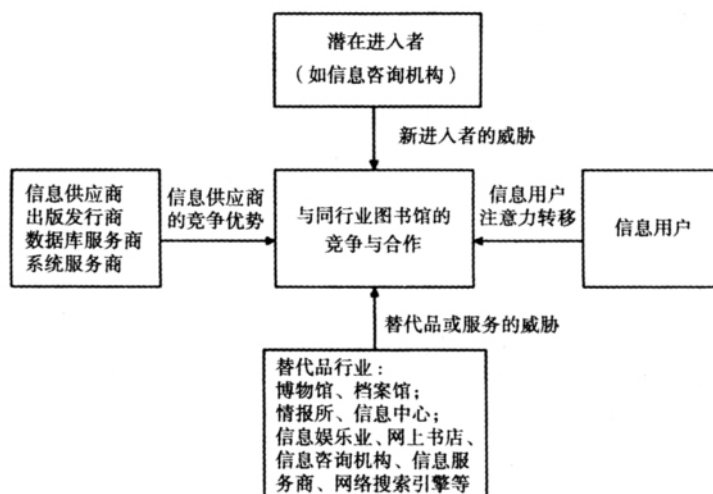 潜在进入者
（如信息咨询机构）
新进入者的威胁
信息供应商
出版发行商
数据库服务商
系统服务商
信息供应商
的竞争优势
与同行业图书馆的
竞争与合作
信息用户
注意力转移
信息用户
替代品或服务的威胁
替代品行业：
博物馆、档案馆；
情报所、信息中心；
信息娱乐业、网上书店、
信息咨询机构、信息服
务商、网络搜索引擎等